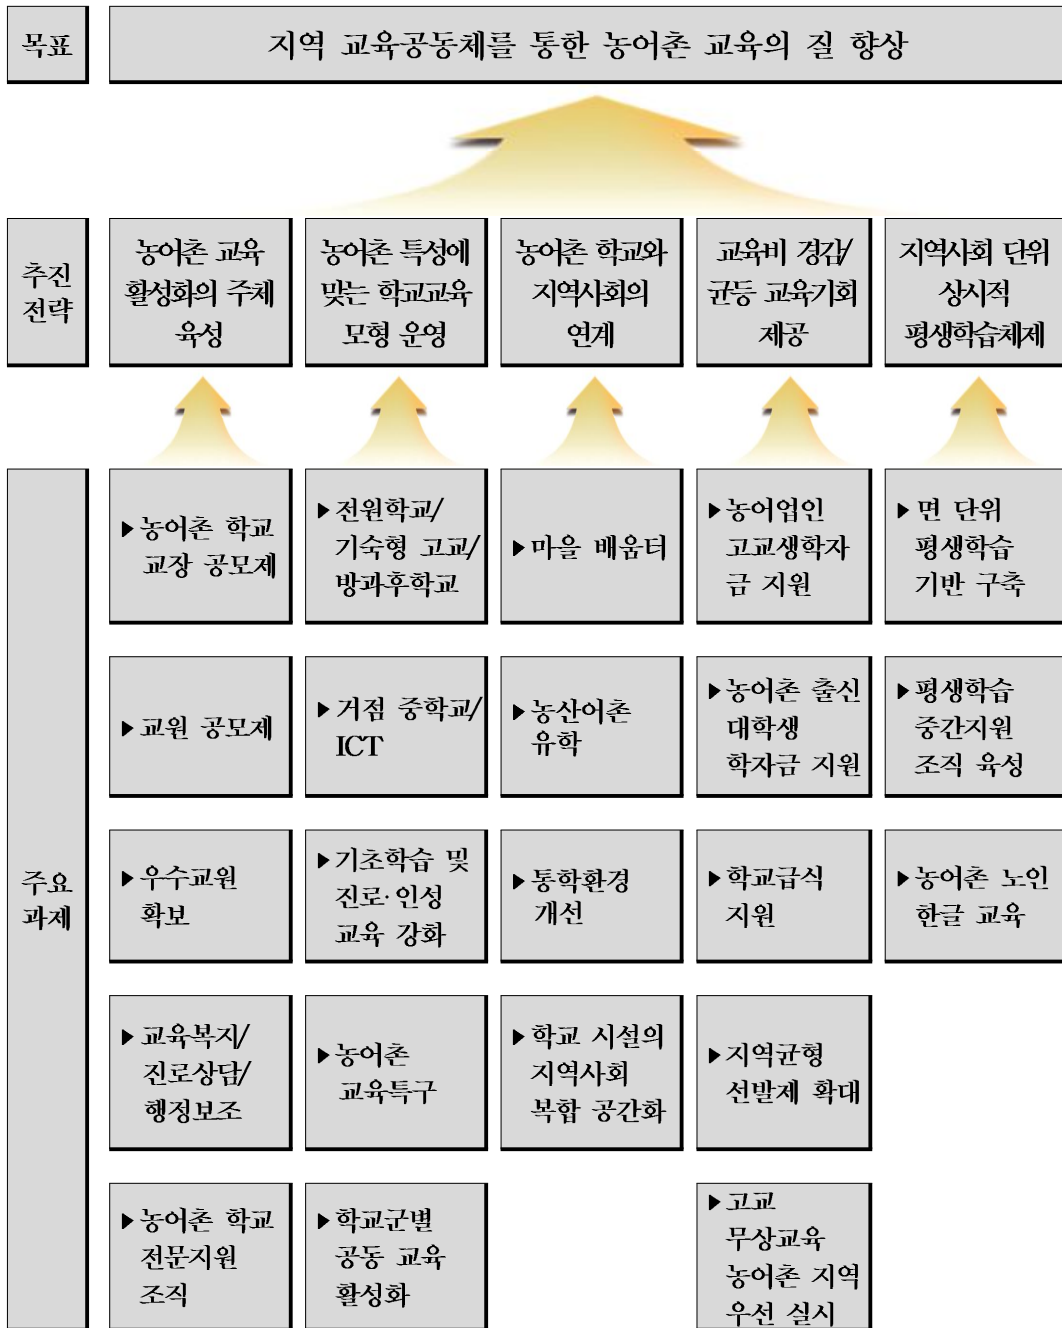 목표
지역 교육공동체를 통한 농어촌 교육의 질 향상
추진
전략
농어촌 교육
활성화의 주체
육성
농어촌 특성에
맞는 학교교육
모형 운영
농어촌 학교와
지역사회의
연계
교육비 경감/
균등 교육기회
제공
지역사회 단위
상시적
평생학습체제
주요
과제
▶농어촌 학교
교장 공모제
▶전원학교/
기숙형 고교/
방과후학교
▶마을 배움터
▶농어업인
고교생학자
금 지원
▶면 단위
평생학습
기반 구축
▶교원 공모제
▶거점 중학교/
ICT
▶농산어촌
유학
▶농어촌 출신
대학생
학자금 지원
▶평생학습
중간지원
조직 육성
▶우수교원
확보
▶기초학습 및
진로·인성
교육 강화
▶통학환경
개선
▶학교급식
지원
▶농어촌 노인
한글 교육
▶교육복지/
진로상담/
행정보조
▶농어촌
교육특구
▶학교 시설의
지역사회
복합 공간화
▶지역균형
선발제 확대
▶농어촌 학교
전문지원
조직
▶학교군별
공동 교육
활성화
▶고교
무상교육
농어촌 지역
우선 실시